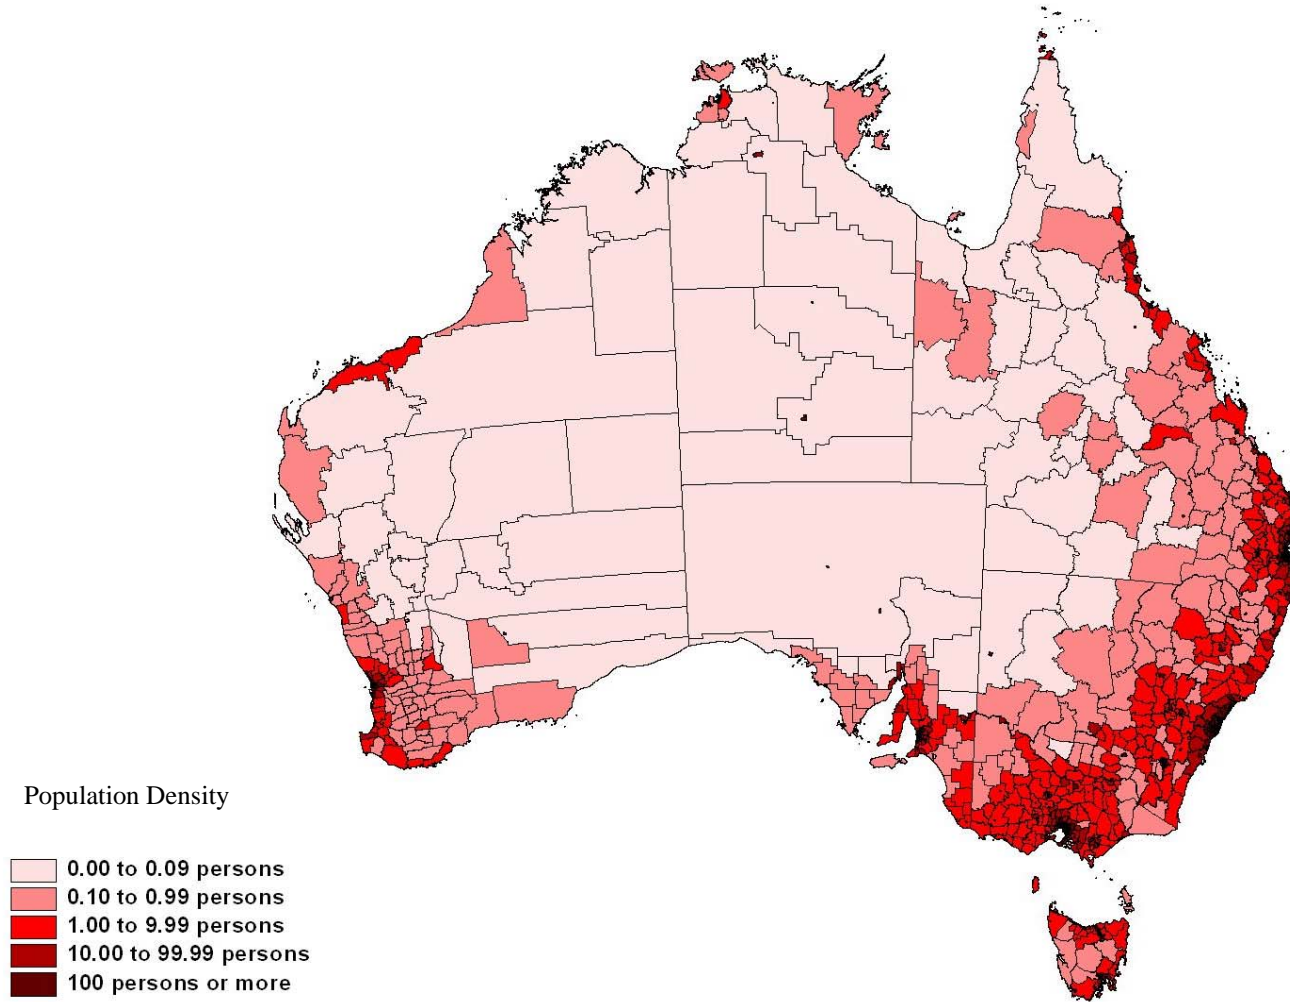 Population Density
0.00 to 0.09 persons
0.10 to 0.99 persons
1.00 to 9.99 persons
10.00 to 99.99 persons
100 persons or more